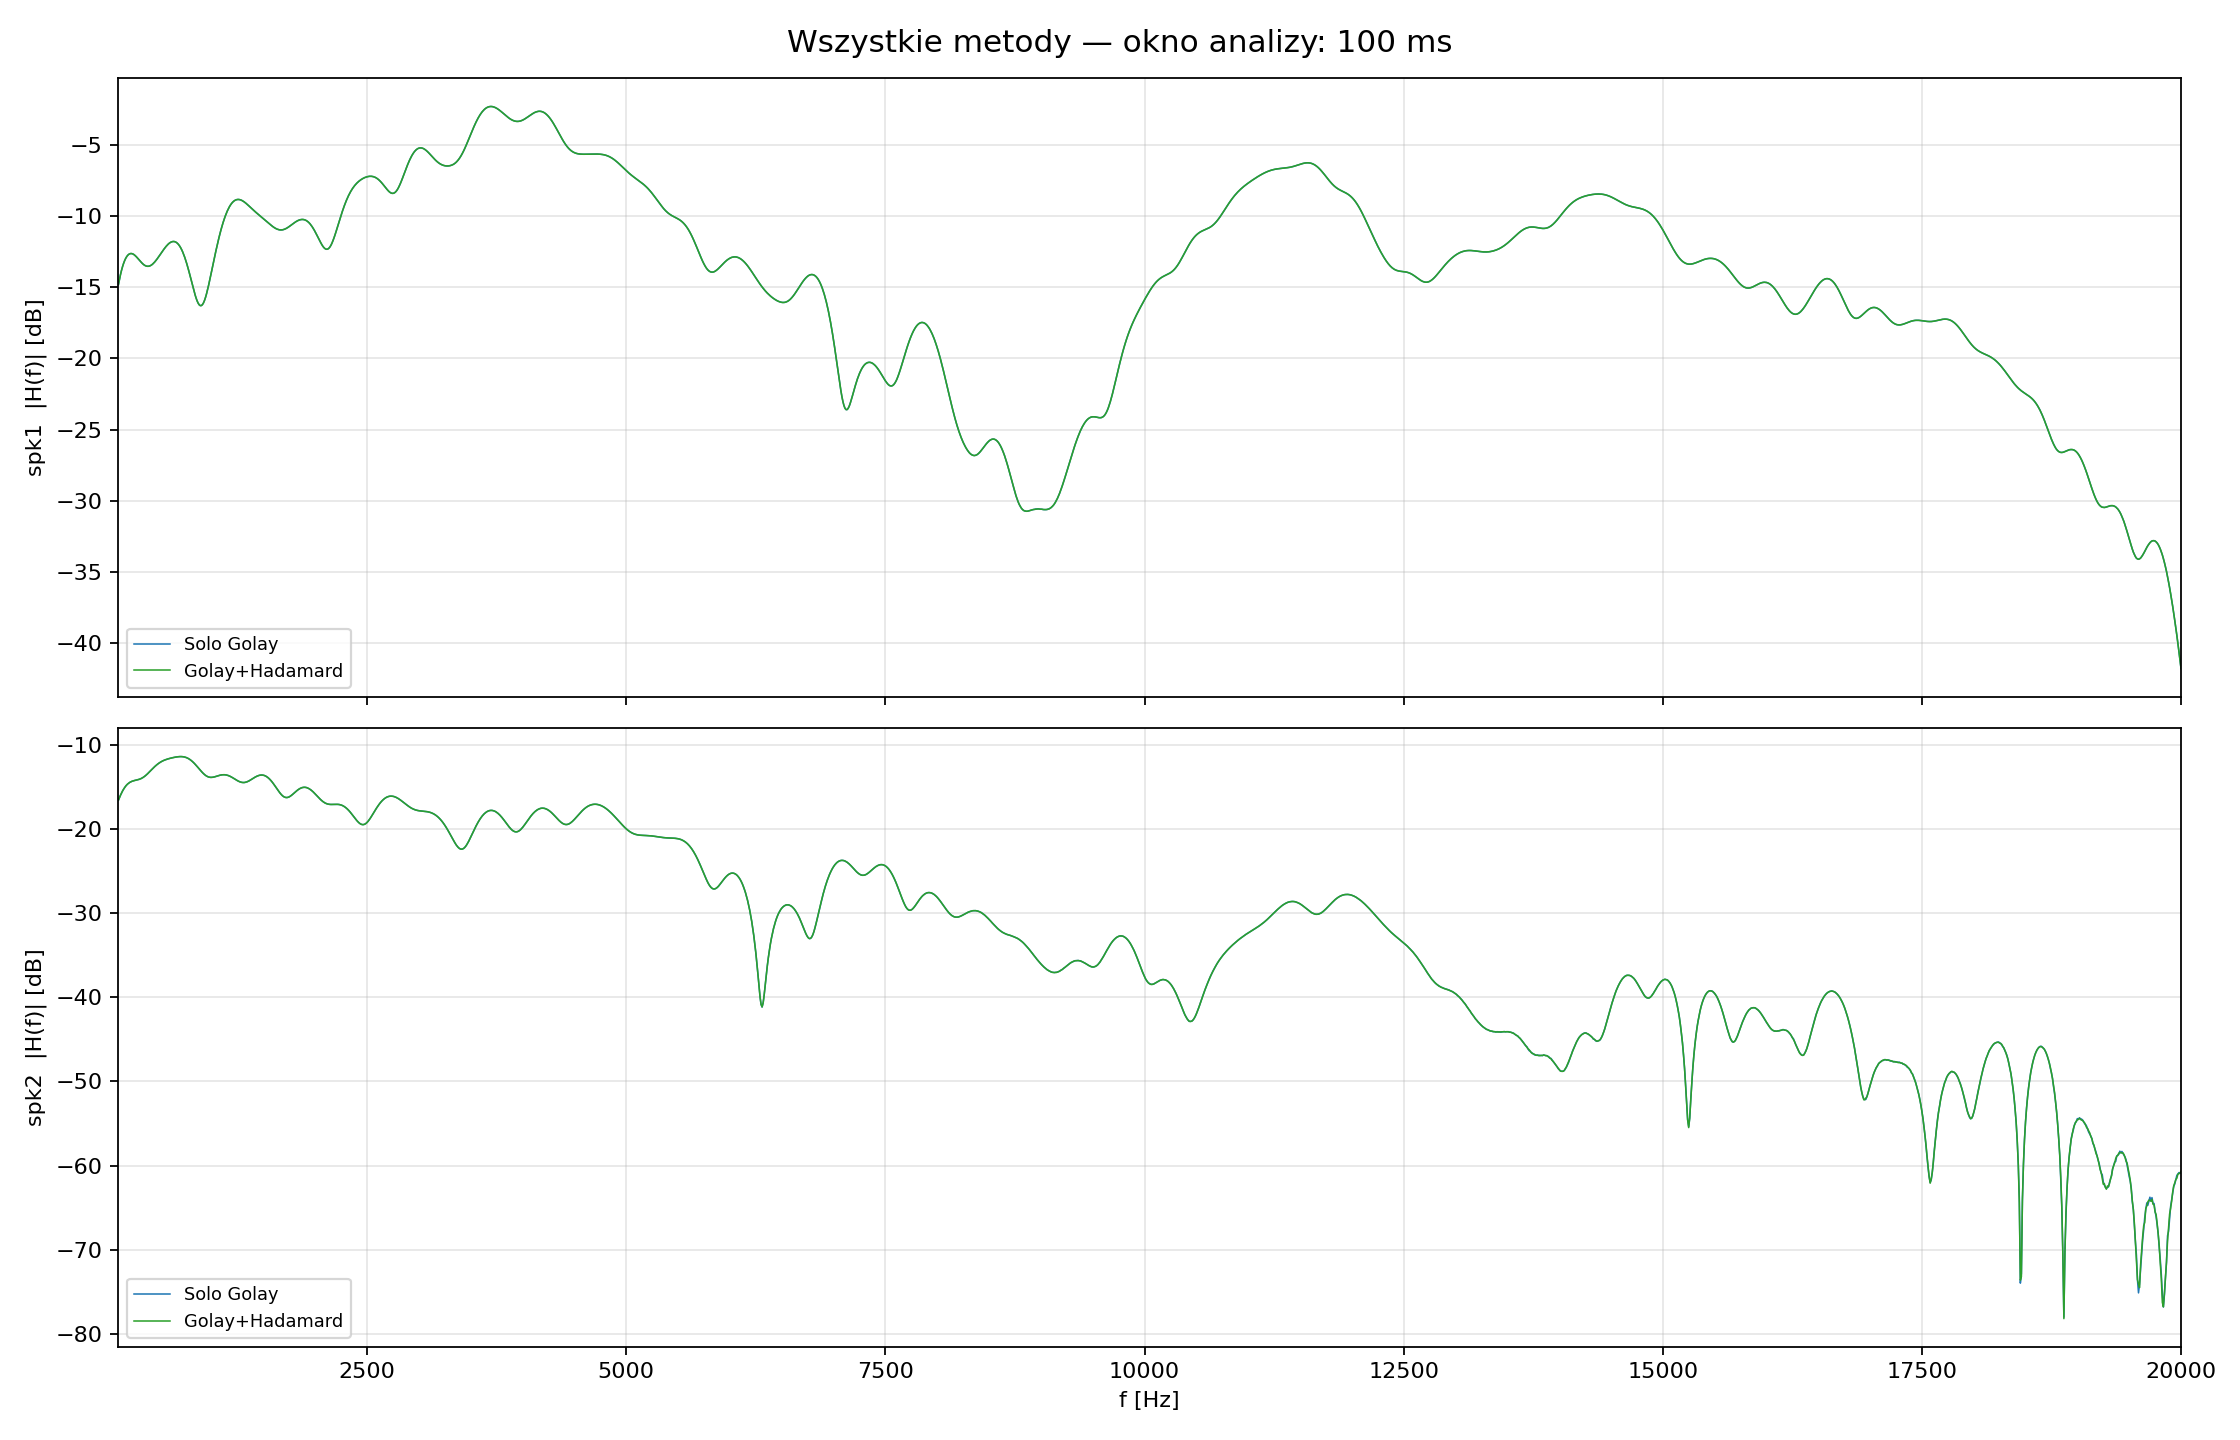 Wszystkie metody — okno analizy: 100 ms
spk1  |H(f)| [dB]
−5
−10
−15
−20
−25
−30
−35
−40
Solo Golay
Golay+Hadamard
spk2  |H(f)| [dB]
−10
−20
−30
−40
−50
−60
−70
−80
Solo Golay
Golay+Hadamard
2500 5000 7500 10000 12500 15000 17500 20000
f [Hz]